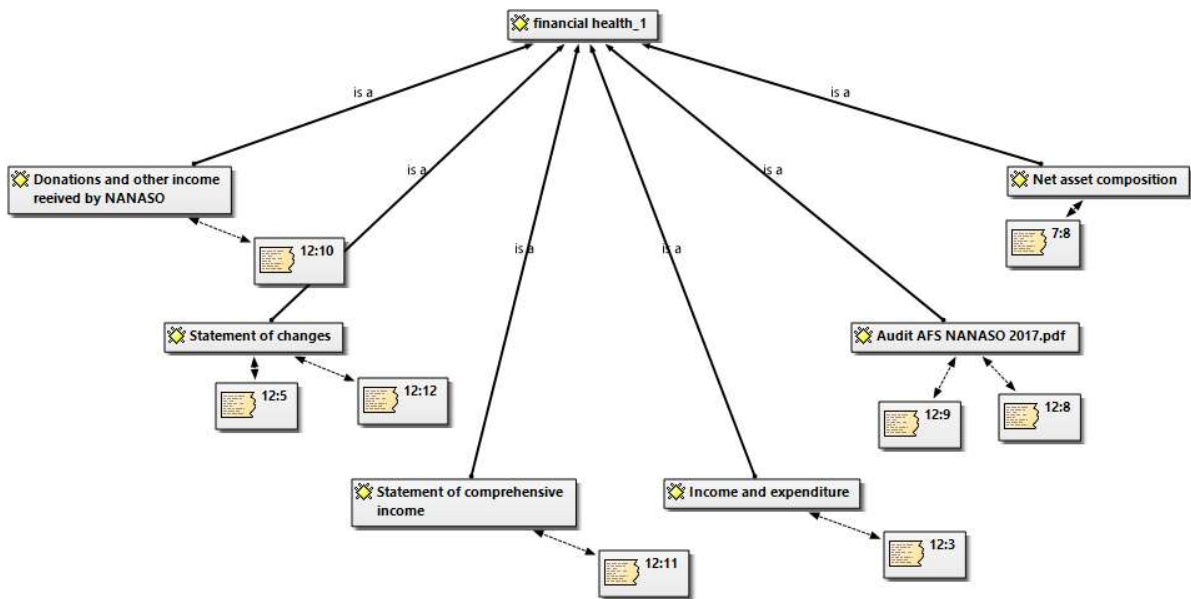 financial health_1
is a
is a
is a
is a
is a
is a
Donations and other income
reeived by NANASO
Net asset composition
12:10
7:8
Statement of changes
Audit AFS NANASO 2017.pdf
12:5
12:12
12:9
12:8
Statement of comprehensive
income
Income and expenditure
12:11
12:3